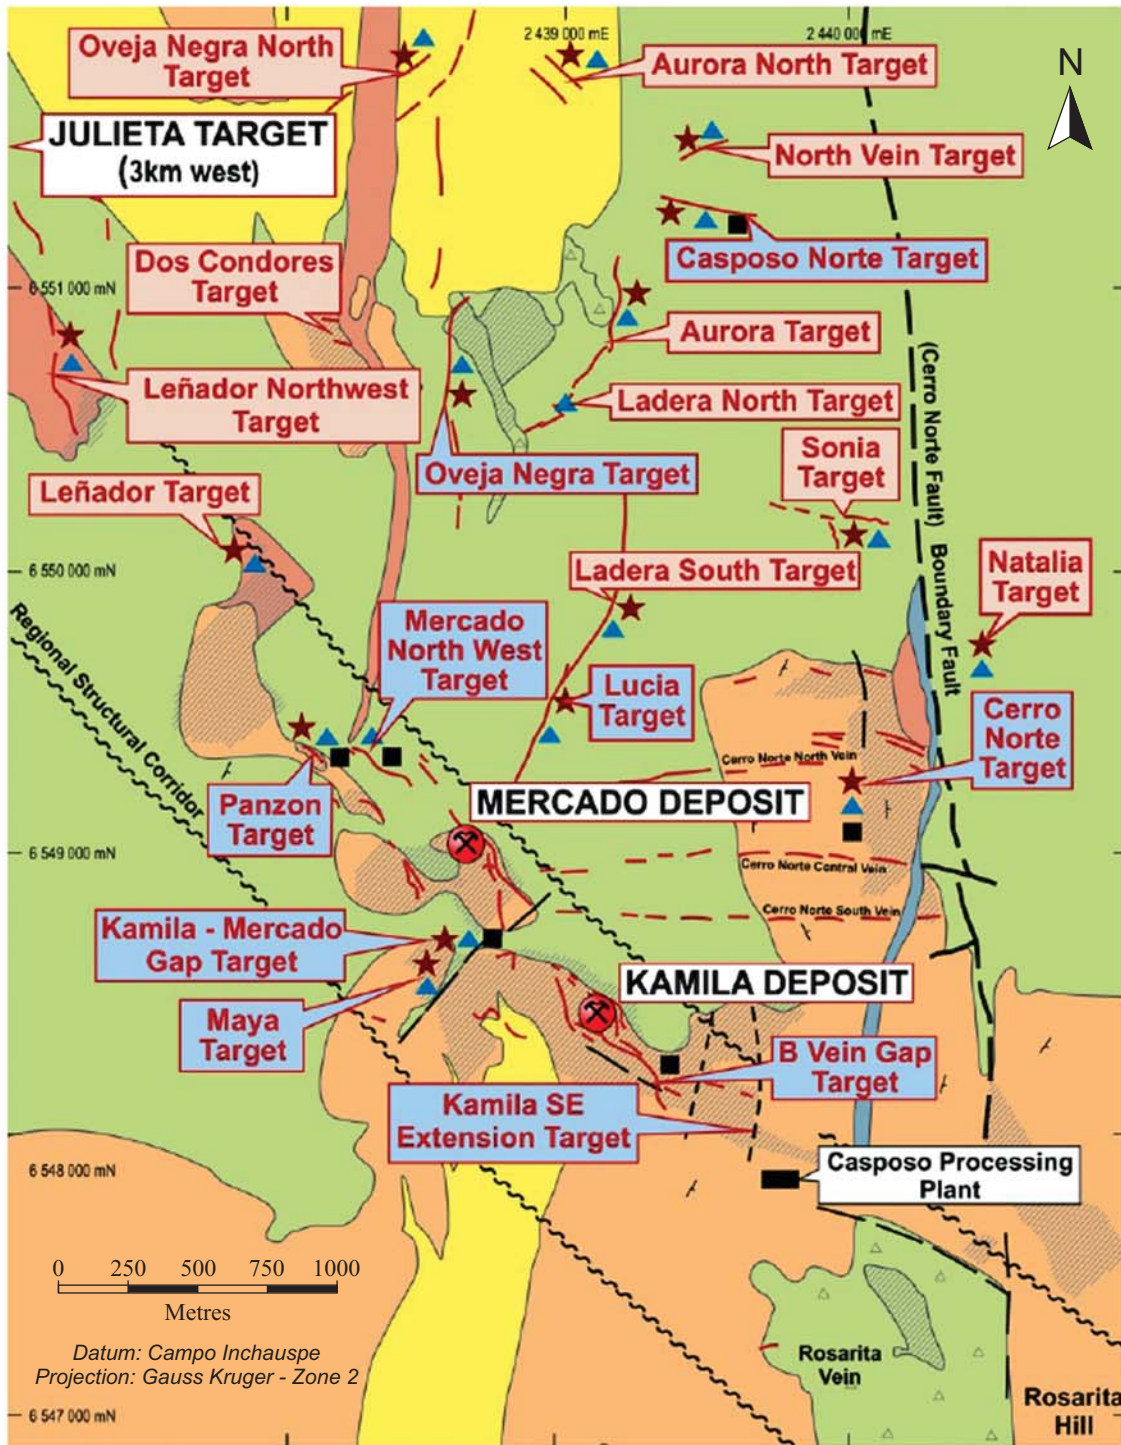 2 439 000 mE
2 440 000 mE
Oveja Negra North
Target
Aurora North Target
N
JULIETA TARGET
(3km west)
North Vein Target
Dos Condores
Target
Casposo Norte Target
6 551 000 mN
Aurora Target
Leñador Northwest
Target
Ladera North Target
(Cerro Norte Fault) Boundary Fault
Sonia
Target
Oveja Negra Target
Leñador Target
Ladera South Target
Natalia
Target
6 550 000 mN
Regional Structural Corridor
Mercado
North West
Target
Lucia
Target
Cerro
Norte
Target
Cerro Norte North Vein
Panzon
Target
MERCADO DEPOSIT
6 549 000 mN
Cerro Norte Central Vein
Cerro Norte South Vein
Kamila - Mercado
Gap Target
KAMILA DEPOSIT
Maya
Target
B Vein Gap
Target
Kamila SE
Extension Target
6 548 000 mN
Casposo Processing
Plant
0 250 500 750 1000
Metres
Datum: Campo Inchauspe
Projection: Gauss Kruger - Zone 2
Rosarita
Vein
Rosarita
Hill
6 547 000 mN